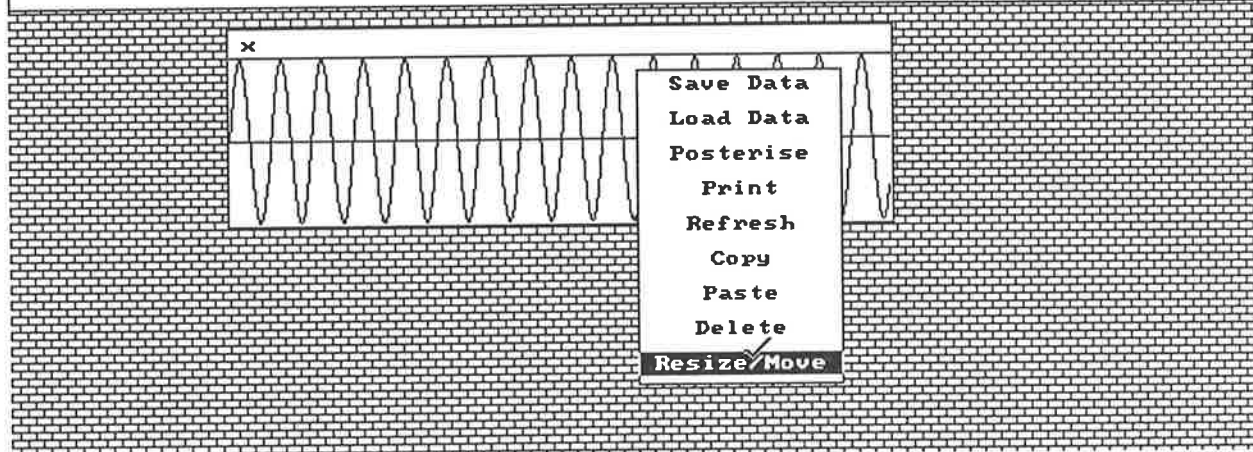 x
Save Data
Load Data
Posterise
Print
Refresh
Copy
Paste
Delete
Resize/Move